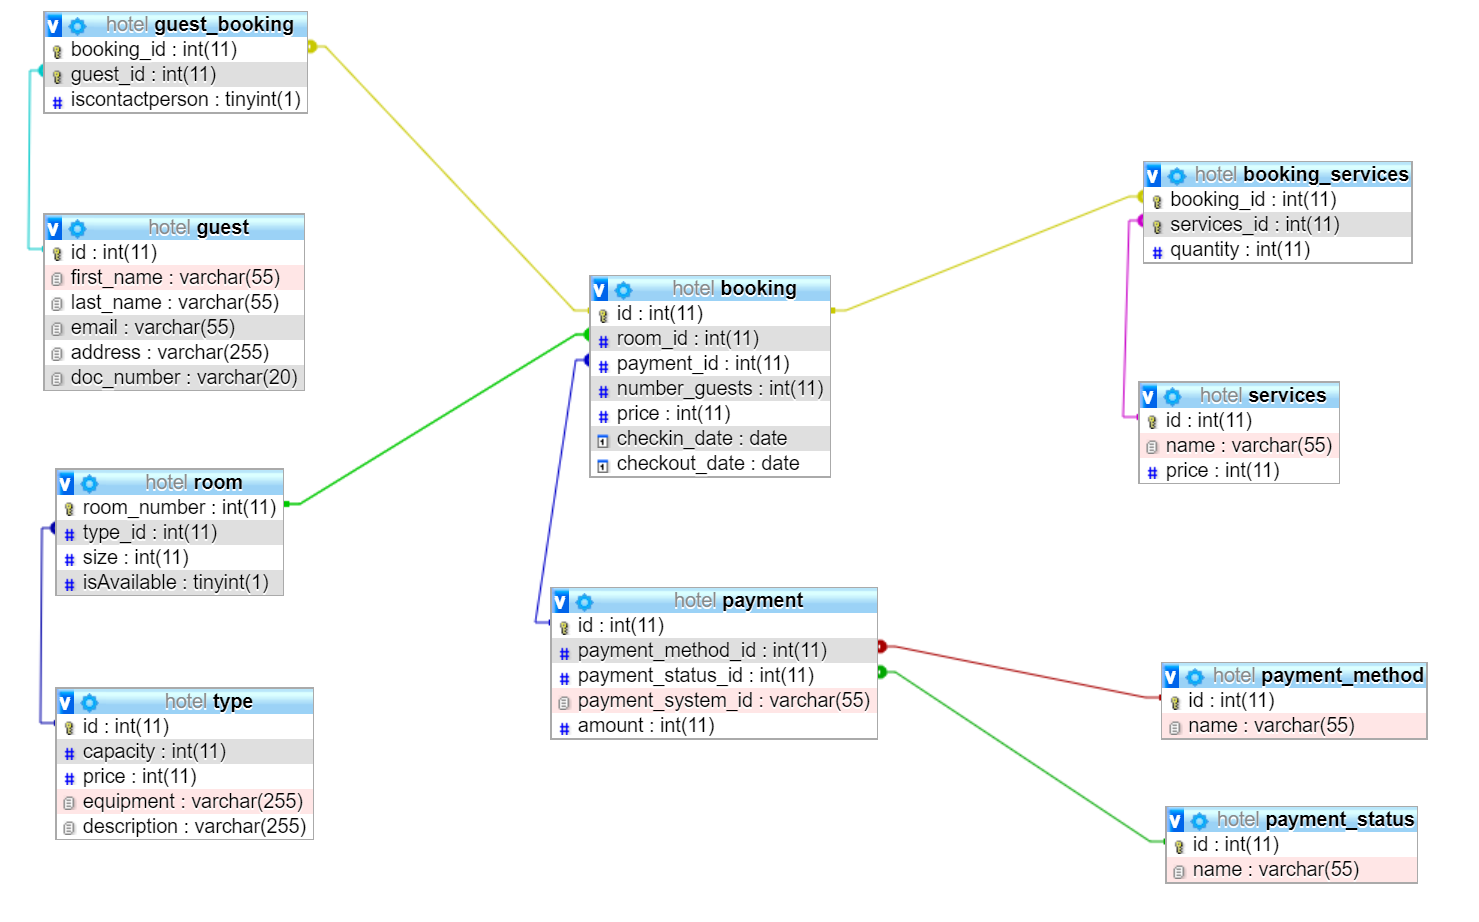 hotel guest_booking
booking_id : int(11)
guest_id : int(11)
iscontactperson : tinyint(1)
hotel guest
id : int(11)
first_name : varchar(55)
last_name : varchar(55)
email : varchar(55)
address : varchar(255)
doc_number : varchar(20)
hotel room
room_number : int(11)
type_id : int(11)
size : int(11)
isAvailable : tinyint(1)
hotel type
id : int(11)
capacity : int(11)
price : int(11)
equipment : varchar(255)
description : varchar(255)
hotel booking
id : int(11)
room_id : int(11)
payment_id : int(11)
number_guests : int(11)
price : int(11)
checkin_date : date
checkout_date : date
hotel payment
id : int(11)
payment_method_id : int(11)
payment_status_id : int(11)
payment_system_id : varchar(55)
amount : int(11)
hotel booking_services
booking_id : int(11)
services_id : int(11)
quantity : int(11)
hotel services
id : int(11)
name : varchar(55)
price : int(11)
hotel payment_method
id : int(11)
name : varchar(55)
hotel payment_status
id : int(11)
name : varchar(55)